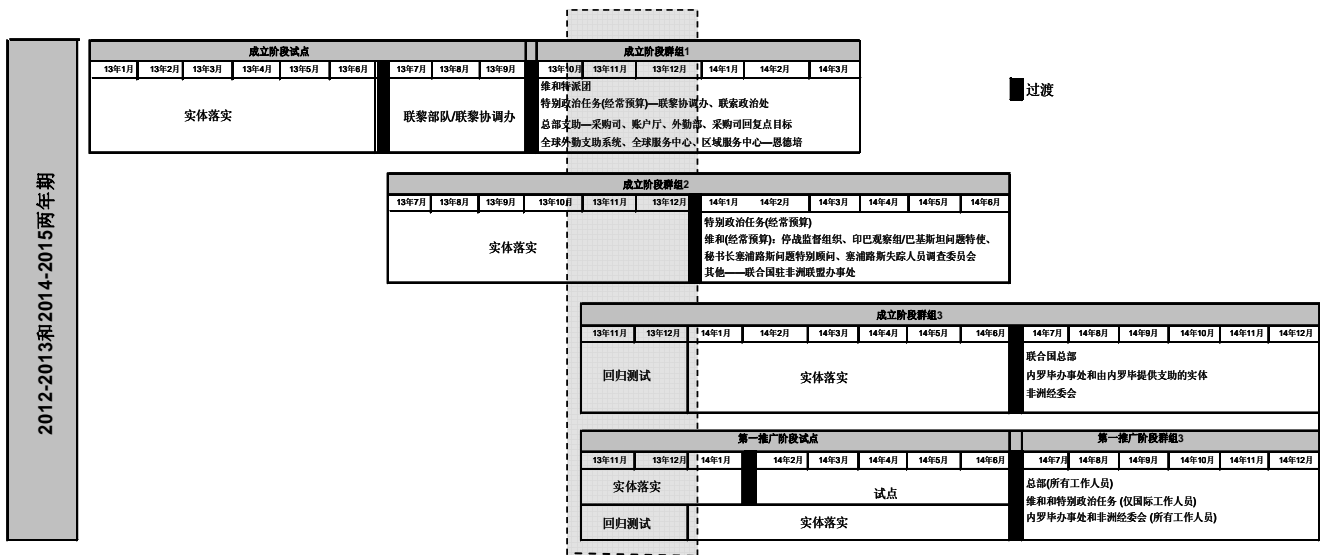 2012-2013和2014-2015两年期
成立阶段试点
成立阶段群组1
13年1月 13年2月 13年3月 13年4月 13年5月 13年6月 13年7月 13年8月 13年9月 13年10月 13年11月 13年12月 14年1月 14年2月 14年3月
实体落实
联黎部队/联黎协调办
维和特派团
特别政治任务(经常预算)—联黎协调办、联索政治处
总部支助—采购司、账户厅、外勤部、采购司回复点目标
全球外勤支助系统、全球服务中心、区域服务中心—恩德培
过渡
成立阶段群组2
13年7月 13年8月 13年9月 13年10月 13年11月 13年12月 14年1月 14年2月 14年3月 14年4月 14年5月 14年6月
实体落实
特别政治任务(经常预算)
维和(经常预算)：停战监督组织、印巴观察组/巴基斯坦问题特使、
秘书长塞浦路斯问题特别顾问、塞浦路斯失踪人员调查委员会
其他——联合国驻非洲联盟办事处
成立阶段群组3
13年11月 13年12月 14年1月 14年2月 14年3月 14年4月 14年5月 14年6月 14年7月 14年8月 14年9月 14年10月 14年11月 14年12月
回归测试
实体落实
联合国总部
内罗毕办事处和由内罗毕提供支助的实体
非洲经委会
第一推广阶段试点
第一推广阶段群组3
13年11月 13年12月 14年1月 14年2月 14年3月 14年4月 14年5月 14年6月 14年7月 14年8月 14年9月 14年10月 14年11月 14年12月
实体落实
试点
回归测试
实体落实
总部(所有工作人员)
维和和特别政治任务 (仅国际工作人员)
内罗毕办事处和非洲经委会 (所有工作人员)